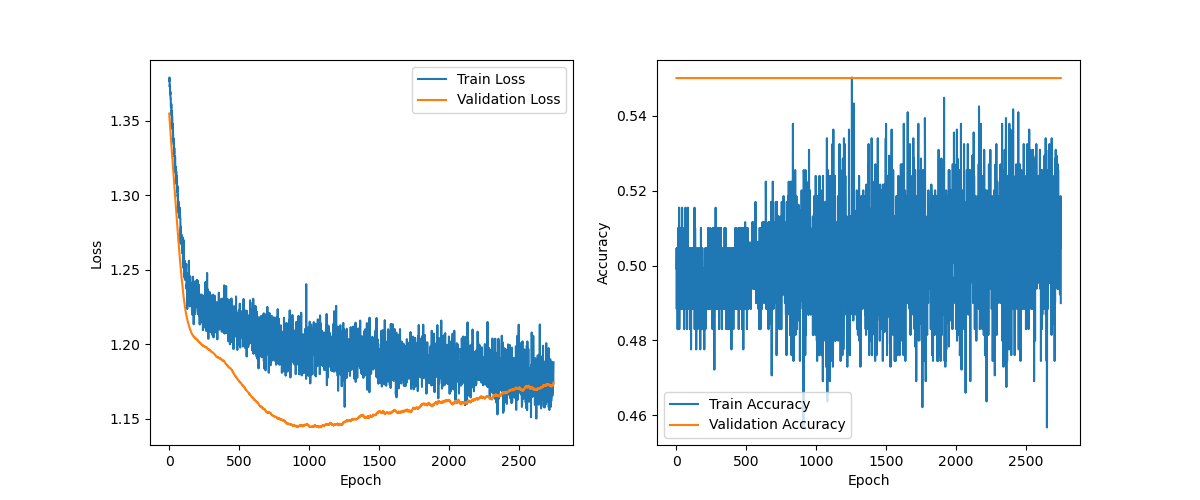 Train Loss
Validation Loss
1.35
1.30
1.25
1.20
1.15
Loss
0
500
1000
1500
2000
2500
Epoch
0.54
0.52
0.50
0.48
0.46
Accuracy
Train Accuracy
Validation Accuracy
0
500
1000
1500
2000
2500
Epoch